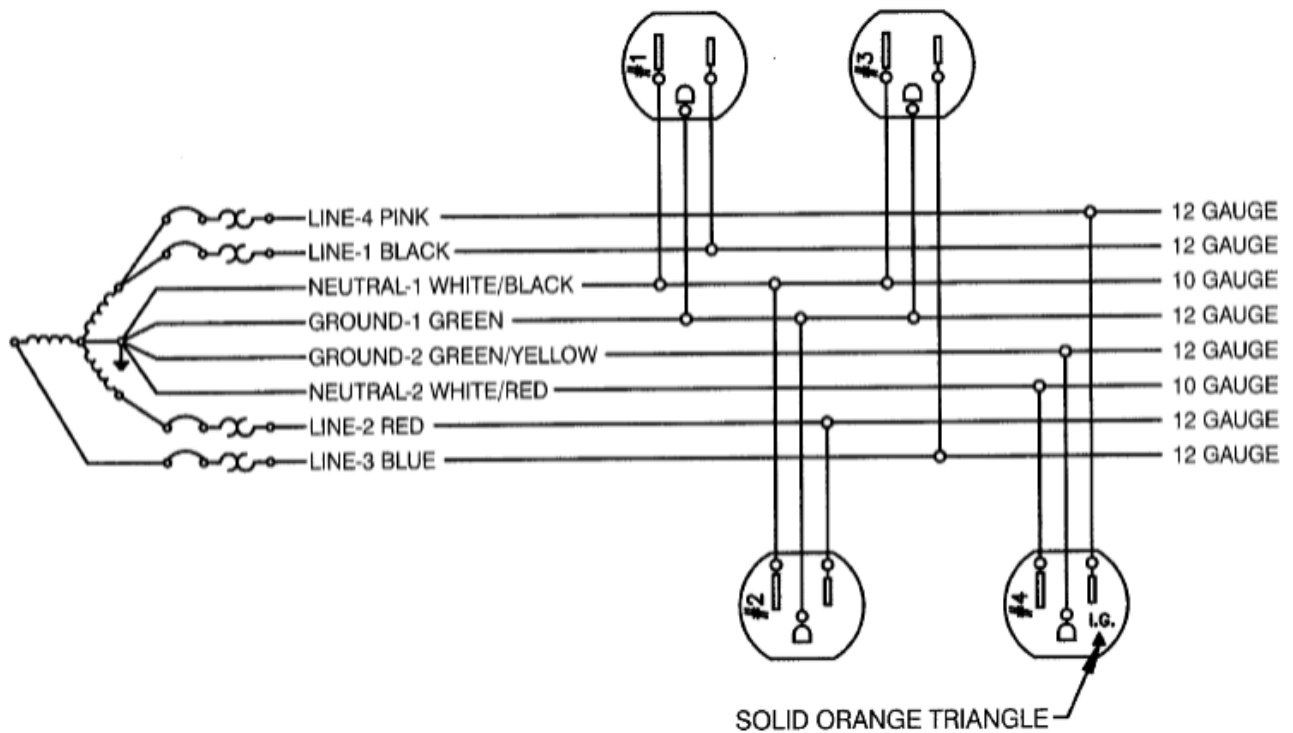 #1
#3
LINE-4 PINK
12 GAUGE
LINE-1 BLACK
12 GAUGE
NEUTRAL-1 WHITE/BLACK
10 GAUGE
GROUND-1 GREEN
12 GAUGE
GROUND-2 GREEN/YELLOW
12 GAUGE
NEUTRAL-2 WHITE/RED
10 GAUGE
LINE-2 RED
12 GAUGE
LINE-3 BLUE
12 GAUGE
#2
#4
I.G.
SOLID ORANGE TRIANGLE